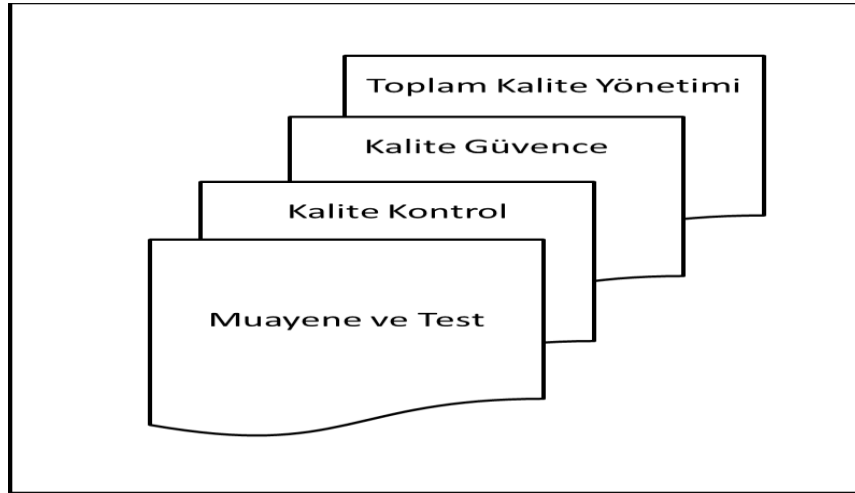 Toplam Kalite Yönetimi
Kalite Güvence
Kalite Kontrol
Muayene ve Test